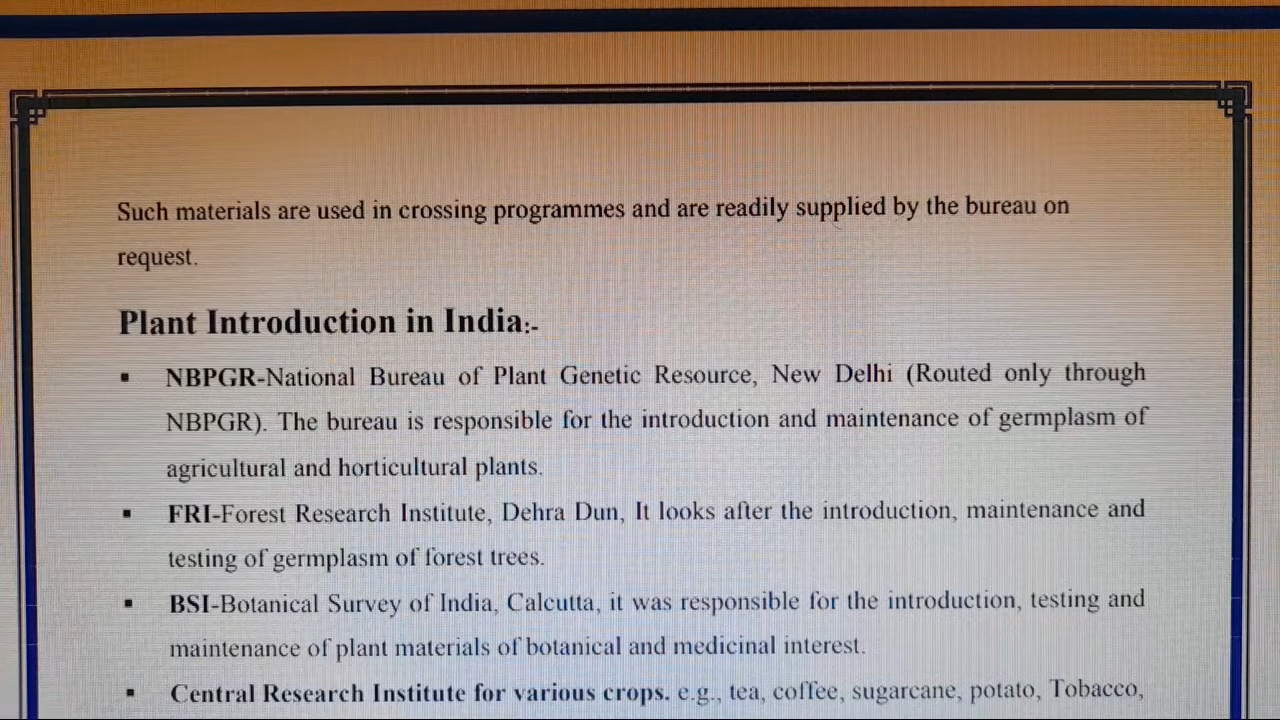 Such materials are used in crossing programmes and are readily supplied by the bureau on
request.
Plant Introduction in India:-
▪ NBPGR-National Bureau of Plant Genetic Resource, New Delhi (Routed only through
NBPGR). The bureau is responsible for the introduction and maintenance of germplasm of
agricultural and horticultural plants.
▪ FRI-Forest Research Institute, Dehra Dun, It looks after the introduction, maintenance and
testing of germplasm of forest trees.
▪ BSI-Botanical Survey of India, Calcutta, it was responsible for the introduction, testing and
maintenance of plant materials of botanical and medicinal interest.
▪ Central Research Institute for various crops. e.g., tea, coffee, sugarcane, potato, Tobacco,